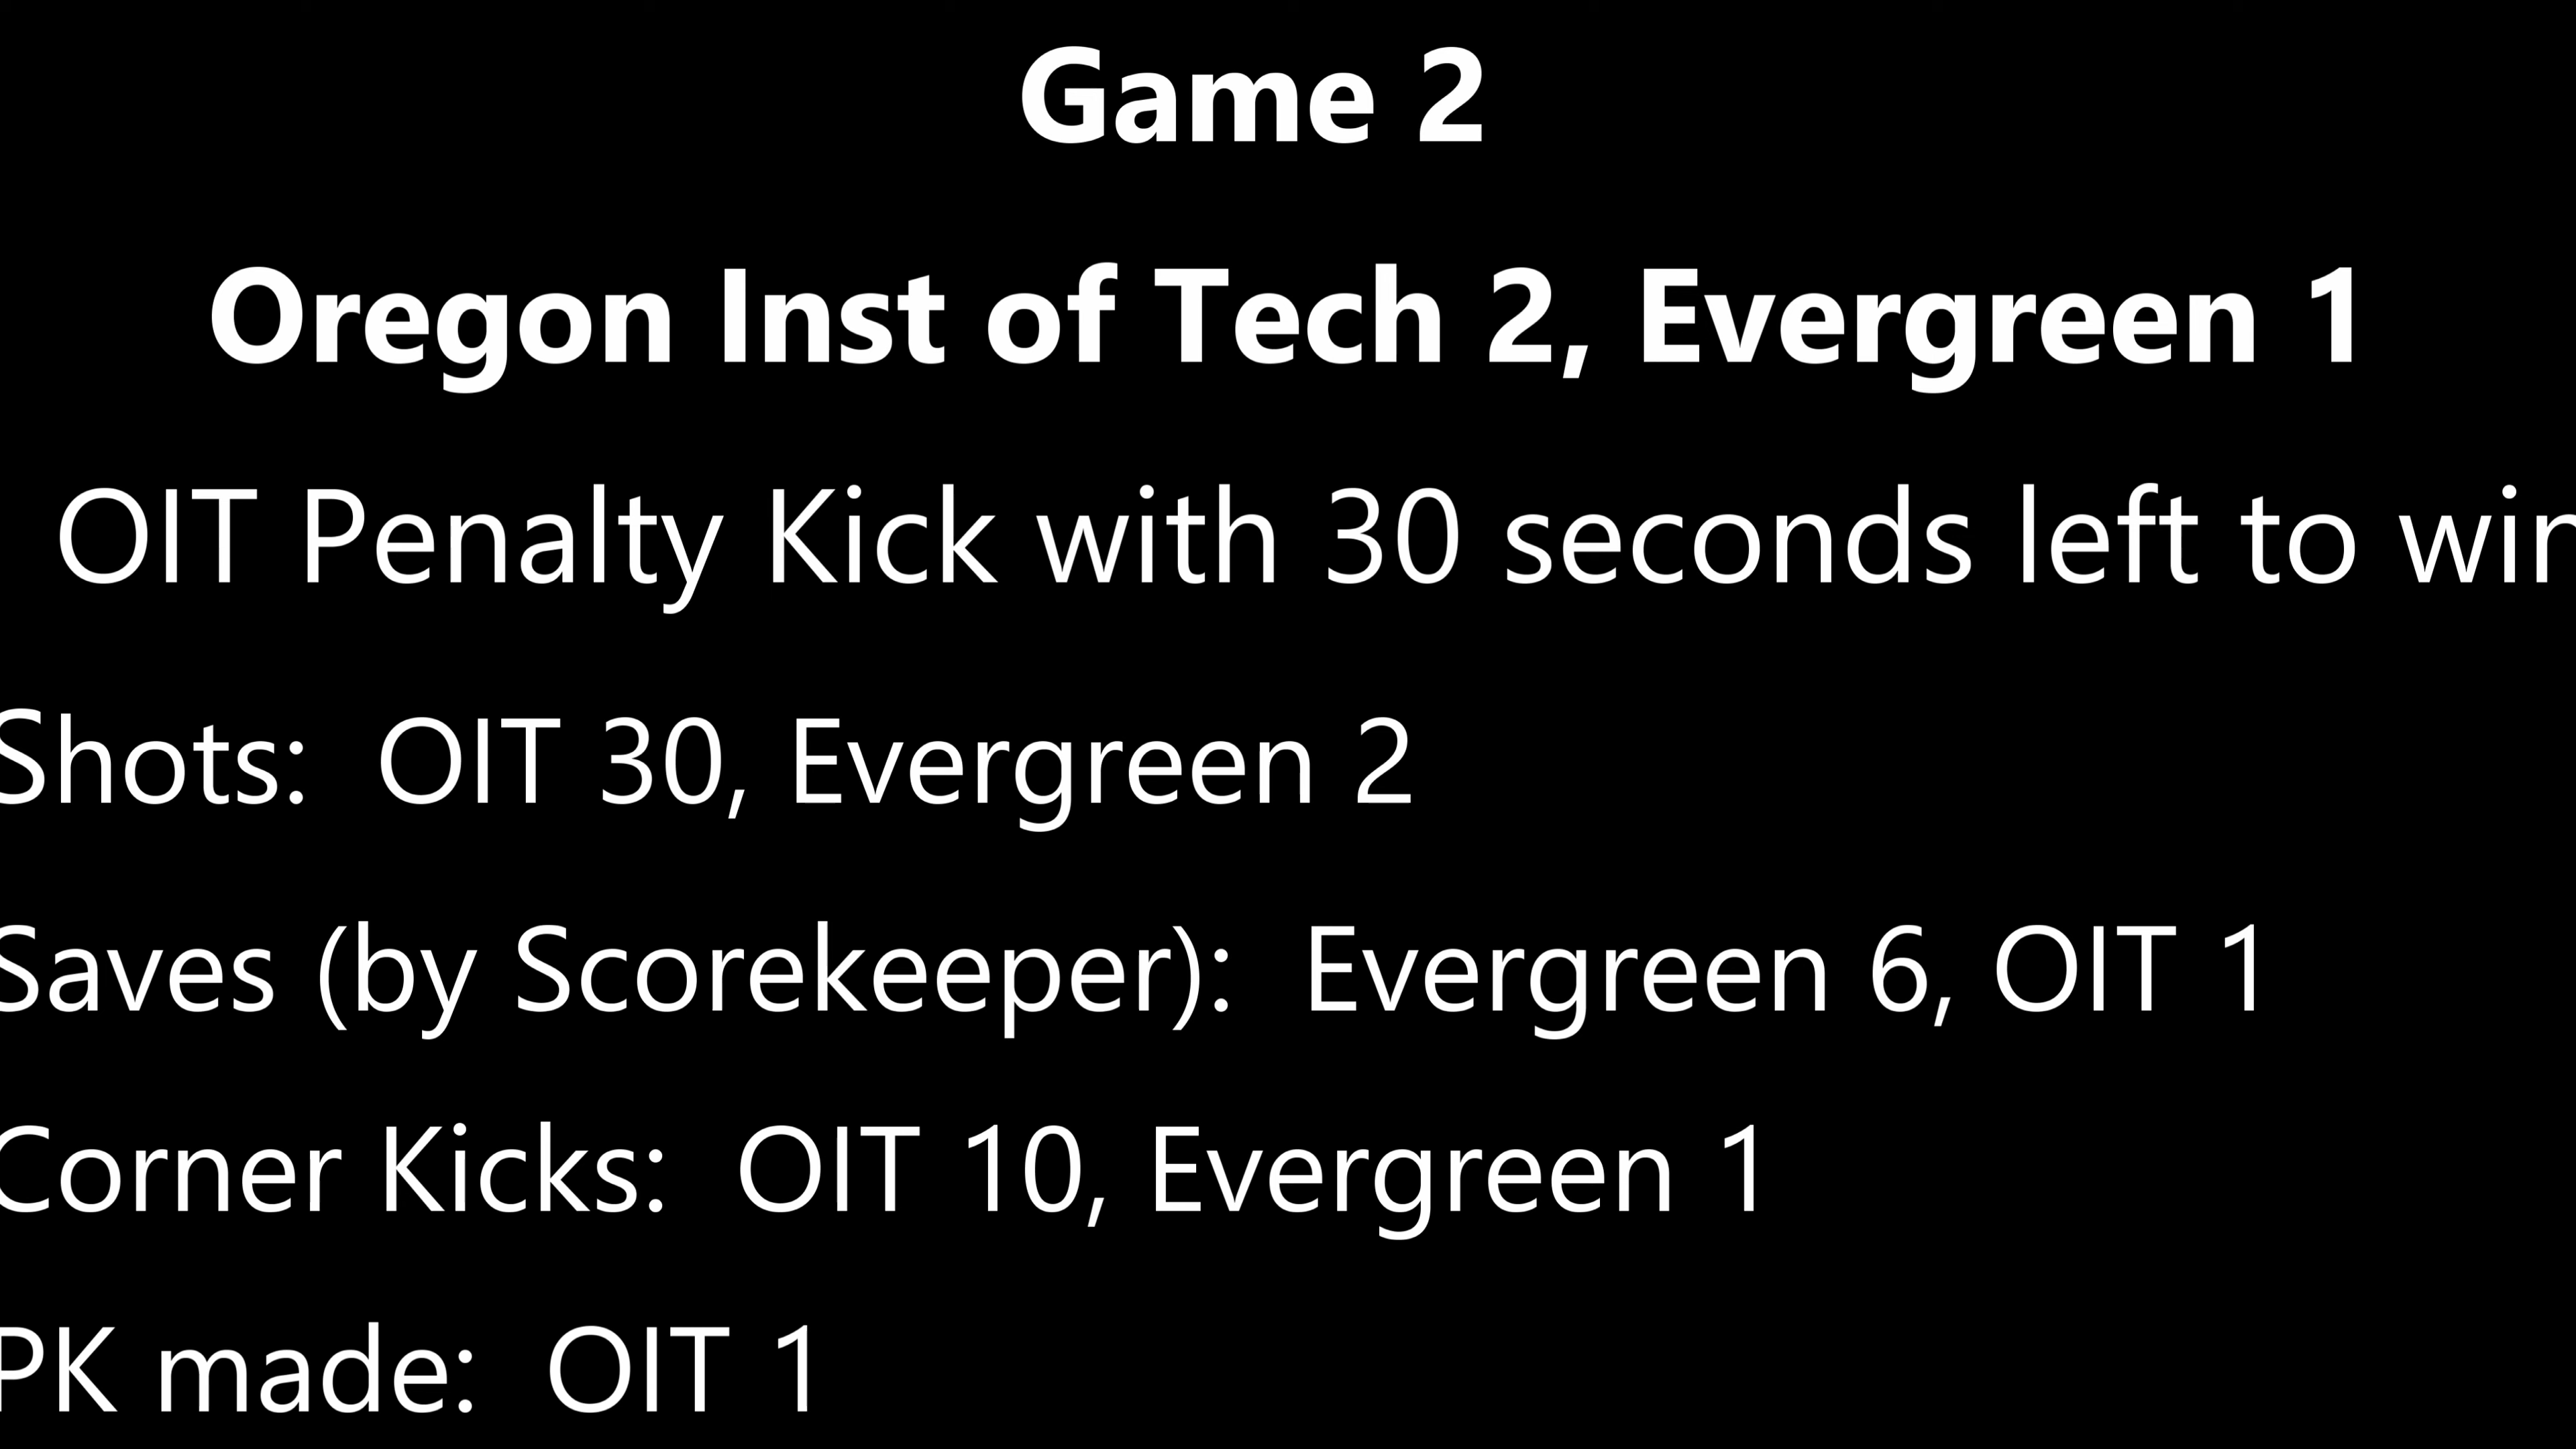 Game 2
Oregon Inst of Tech 2, Evergreen 1
OIT Penalty Kick with 30 seconds left to win
Shots:  OIT 30, Evergreen 2
Saves (by Scorekeeper):  Evergreen 6, OIT 1
Corner Kicks:  OIT 10, Evergreen 1
PK made:  OIT 1